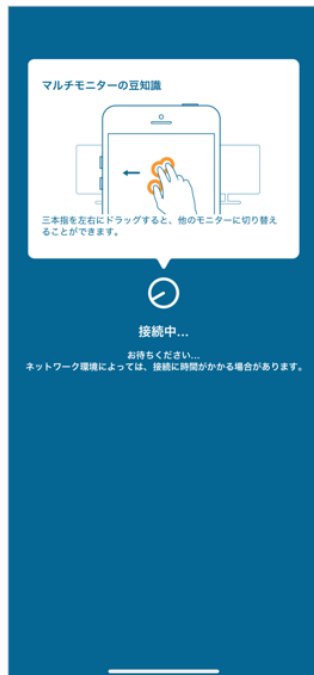 マルチモニターの豆知識
三本指を左右にドラッグすると、他のモニターに切り替え
ることができます。
接続中...
お待ちください...
ネットワーク環境によっては、接続に時間がかかる場合があります。